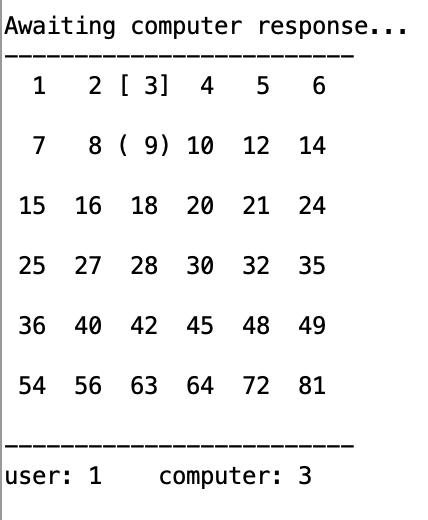 Awaiting computer response...
-------------------------
  1   2 [ 3]  4   5   6
  7   8 ( 9) 10  12  14
 15  16  18  20  21  24
 25  27  28  30  32  35
 36  40  42  45  48  49
 54  56  63  64  72  81
-------------------------
user: 1    computer: 3